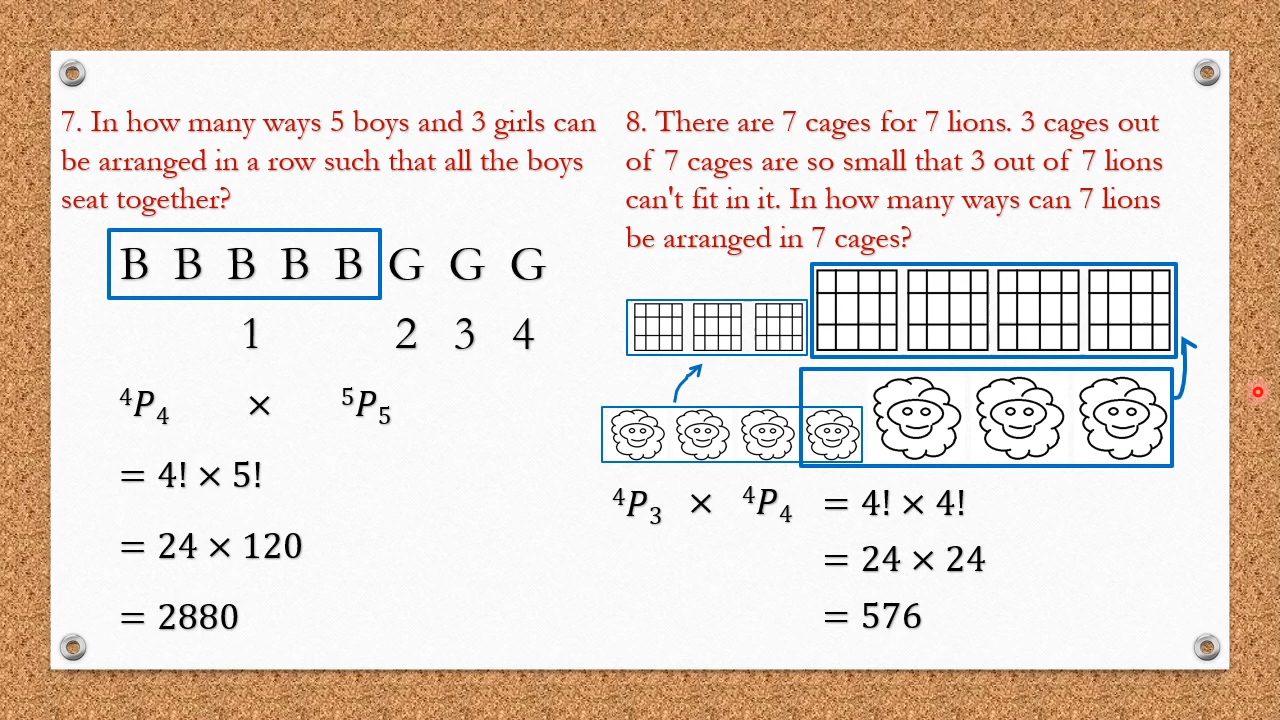 7. In how many ways 5 boys and 3 girls can
be arranged in a row such that all the boys
seat together?
B B B B B G G G
1 2 3 4
⁴P₄ × ⁵P₅
= 4! × 5!
= 24 × 120
= 2880
8. There are 7 cages for 7 lions. 3 cages out
of 7 cages are so small that 3 out of 7 lions
can't fit in it. In how many ways can 7 lions
be arranged in 7 cages?
⁴P₃ × ⁴P₄ = 4! × 4!
= 24 × 24
= 576